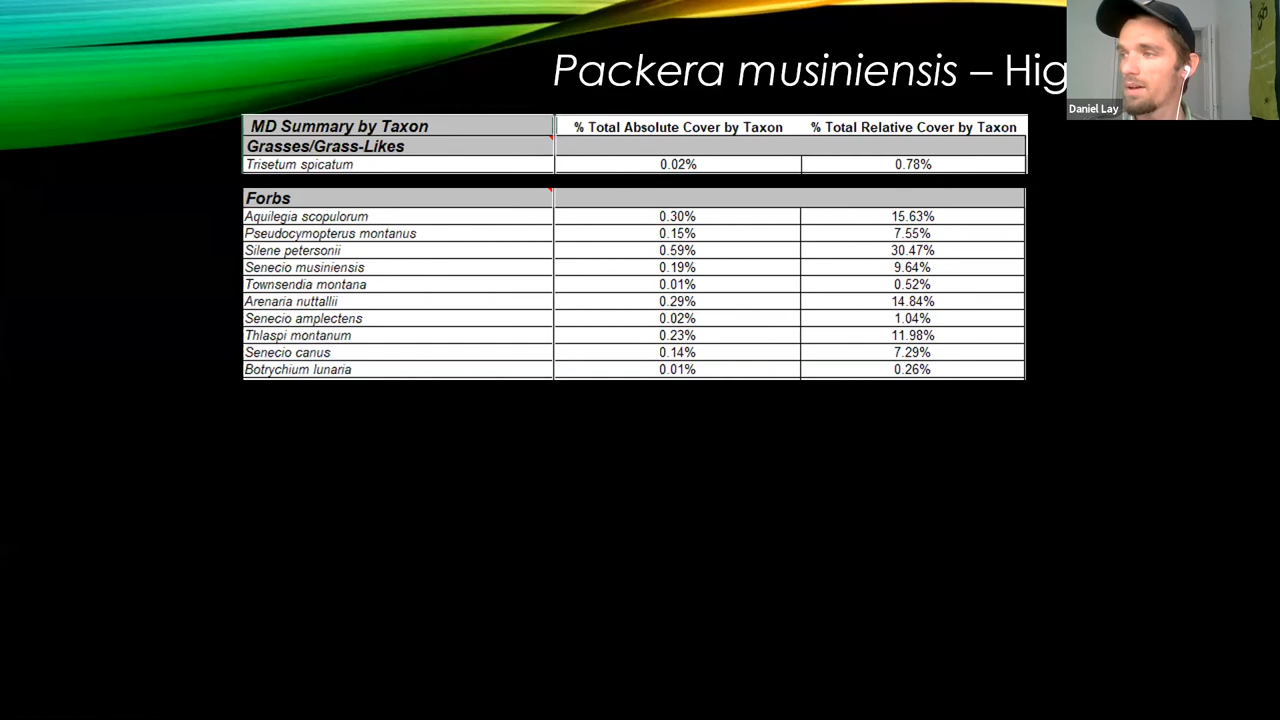 Packera musiniensis – Hig
Daniel Lay
MD Summary by Taxon % Total Absolute Cover by Taxon % Total Relative Cover by Taxon
Grasses/Grass-Likes
Trisetum spicatum 0.02% 0.78%
Forbs
Aquilegia scopulorum 0.30% 15.63%
Pseudocymopterus montanus 0.15% 7.55%
Silene petersonii 0.59% 30.47%
Senecio musiniensis 0.19% 9.64%
Townsendia montana 0.01% 0.52%
Arenaria nuttallii 0.29% 14.84%
Senecio amplectens 0.02% 1.04%
Thlaspi montanum 0.23% 11.98%
Senecio canus 0.14% 7.29%
Botrychium lunaria 0.01% 0.26%